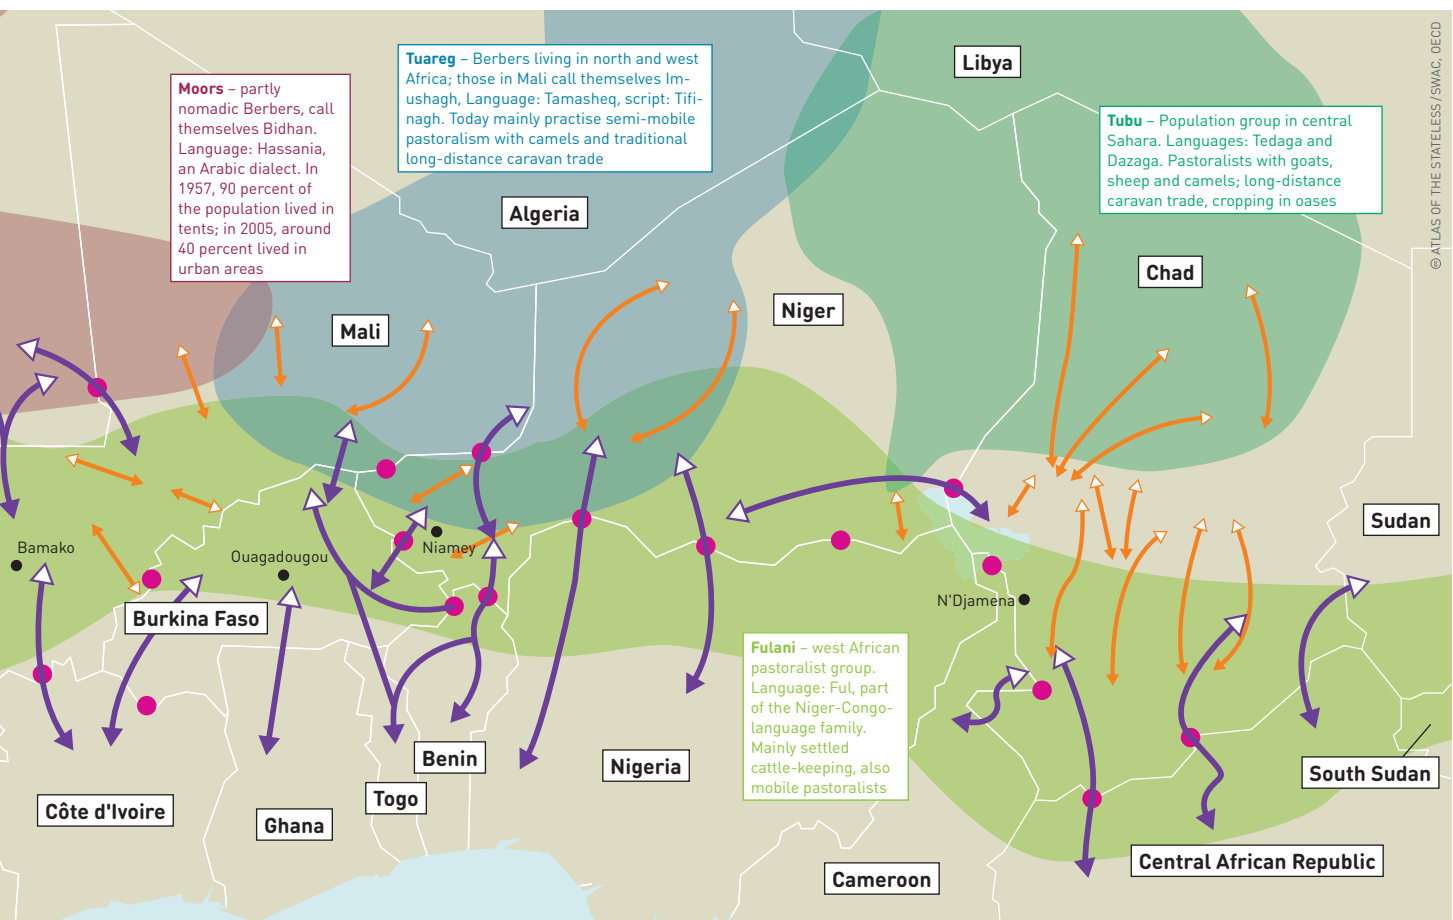 Moors – partly
nomadic Berbers, call
themselves Bidhan.
Language: Hassania,
an Arabic dialect. In
1957, 90 percent of
the population lived in
tents; in 2005, around
40 percent lived in
urban areas
Tuareg – Berbers living in north and west
Africa; those in Mali call themselves Im-
ushagh, Language: Tamasheq, script: Tifi-
nagh. Today mainly practise semi-mobile
pastoralism with camels and traditional
long-distance caravan trade
Libya
Tubu – Population group in central
Sahara. Languages: Tedaga and
Dazaga. Pastoralists with goats,
sheep and camels; long-distance
caravan trade, cropping in oases
ATLAS OF THE STATELESS / SWAC, OECD
Algeria
Chad
Niger
Mali
Sudan
Bamako
Ouagadougou
Niamey
N'Djamena
Burkina Faso
Fulani – west African
pastoralist group.
Language: Ful, part
of the Niger-Congo-
language family.
Mainly settled
cattle-keeping, also
mobile pastoralists
Benin
Nigeria
South Sudan
Togo
Côte d'Ivoire
Ghana
Central African Republic
Cameroon